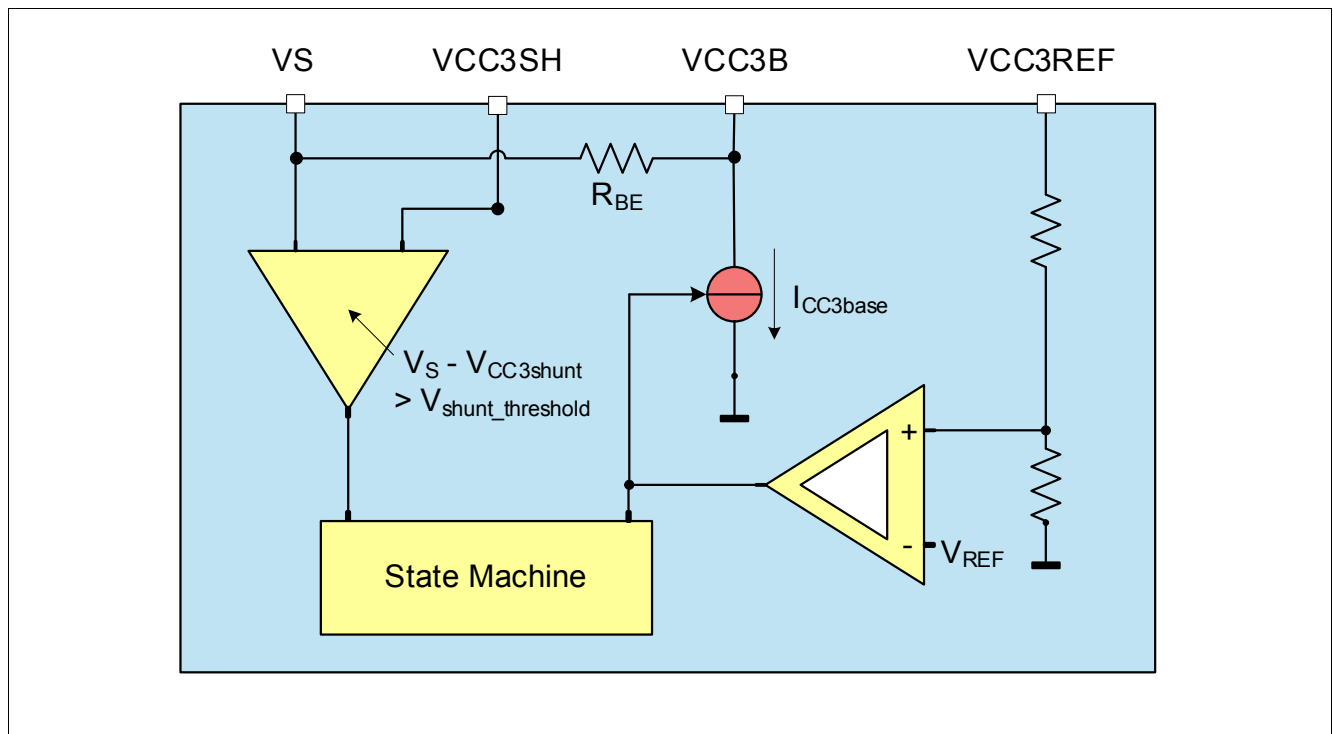 VS
VCC3SH
VCC3B
VCC3REF
RBE
ICC3base
VS - VCC3shunt
> Vshunt_threshold
+
-
VREF
State Machine